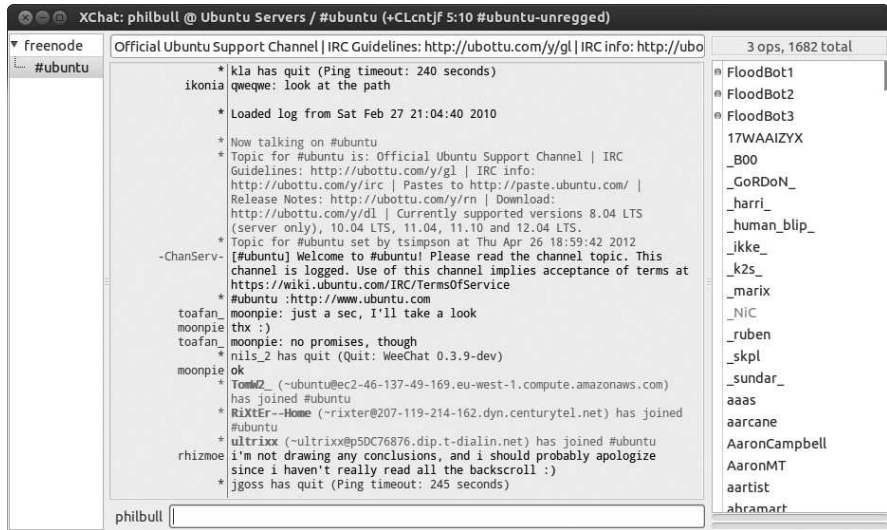 XChat: philbull @ Ubuntu Servers / #ubuntu (+CLcntjf 5:10 #ubuntu-unregged)
freenode
#ubuntu
Official Ubuntu Support Channel | IRC Guidelines: http://ubottu.com/y/gl | IRC info: http://ubo
3 ops, 1682 total
* kla has quit (Ping timeout: 240 seconds)
ikonia qweqwe: look at the path
* Loaded log from Sat Feb 27 21:04:40 2010
* Now talking on #ubuntu
* Topic for #ubuntu is: Official Ubuntu Support Channel | IRC
Guidelines: http://ubottu.com/y/gl | IRC info:
http://ubottu.com/y/irc | Pastes to http://paste.ubuntu.com/ |
Release Notes: http://ubottu.com/y/rn | Download:
http://ubottu.com/y/dl | Currently supported versions 8.04 LTS
(server only), 10.04 LTS, 11.04, 11.10 and 12.04 LTS.
* Topic for #ubuntu set by tsimpson at Thu Apr 26 18:59:42 2012
-ChanServ- [#ubuntu] Welcome to #ubuntu! Please read the channel topic. This
channel is logged. Use of this channel implies acceptance of terms at
https://wiki.ubuntu.com/IRC/TermsOfService
* #ubuntu :http://www.ubuntu.com
toafan_ moonpie: just a sec, I'll take a look
moonpie thx :)
toafan_ moonpie: no promises, though
* nils_2 has quit (Quit: WeeChat 0.3.9-dev)
moonpie ok
* TomW2_ (~ubuntu@ec2-46-137-49-169.eu-west-1.compute.amazonaws.com)
has joined #ubuntu
* RiXtEr--Home (~rixter@207-119-214-162.dyn.centurytel.net) has joined
#ubuntu
* ultrixx (~ultrixx@p5DC76876.dip.t-dialin.net) has joined #ubuntu
rhizmoe i'm not drawing any conclusions, and i should probably apologize
since i haven't really read all the backscroll :)
* jgoss has quit (Ping timeout: 245 seconds)
philbull
FloodBot1
FloodBot2
FloodBot3
17WAAIZYX
_B00
_GoRDoN_
_harri_
_human_blip_
_ikke_
_k2s_
_marix
_NiC
_ruben
_skpl
_sundar_
aaas
aarcane
AaronCampbell
AaronMT
aartist
abramart